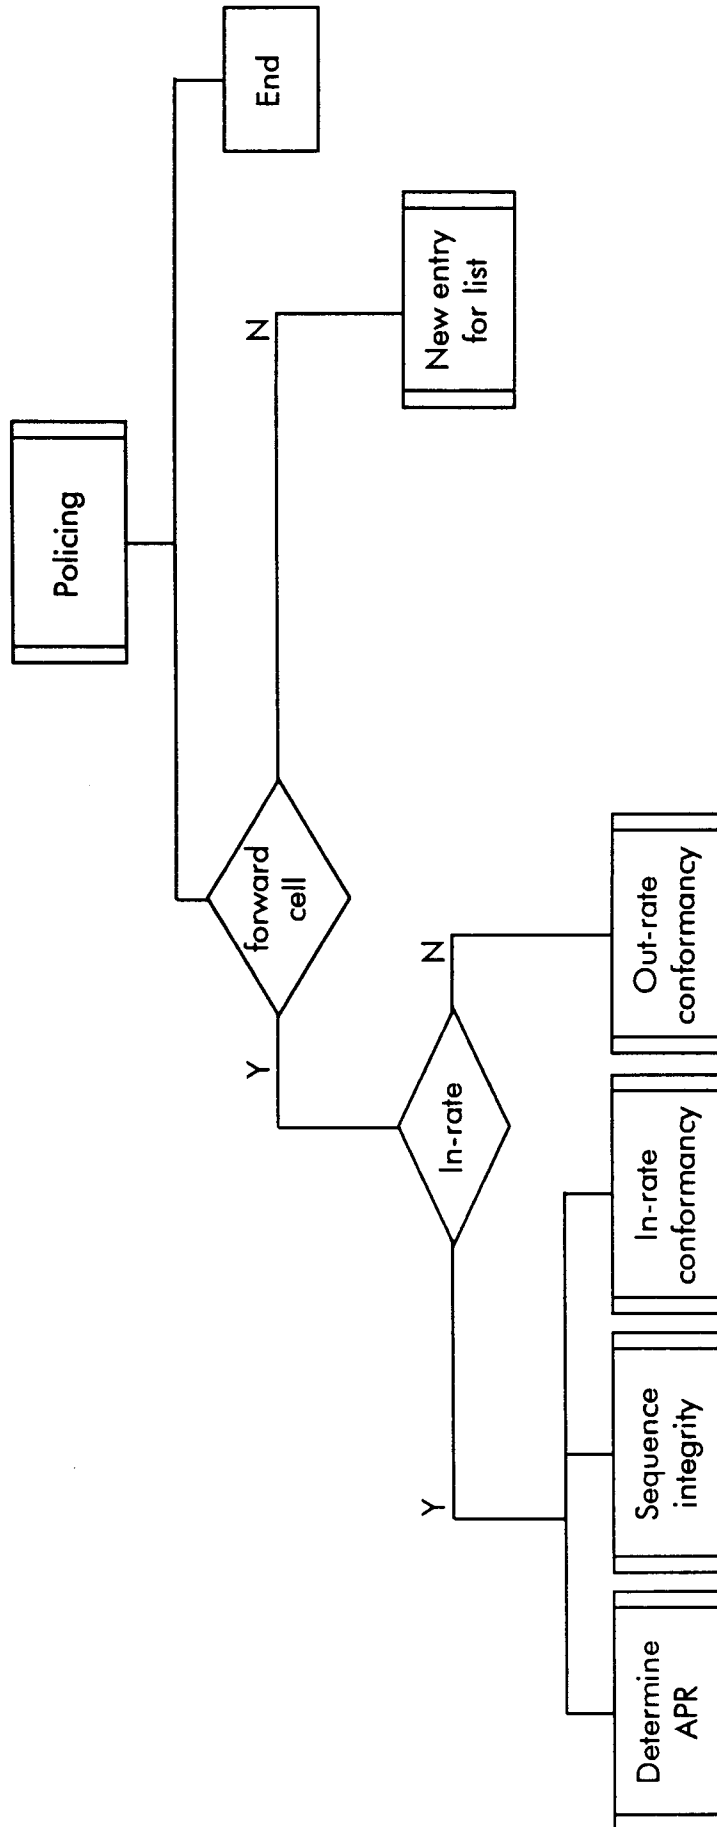 Policing
End
forward
cell
Y
N
New entry
for list
In-rate
Y
N
Determine
APR
Sequence
integrity
In-rate
conformancy
Out-rate
conformancy